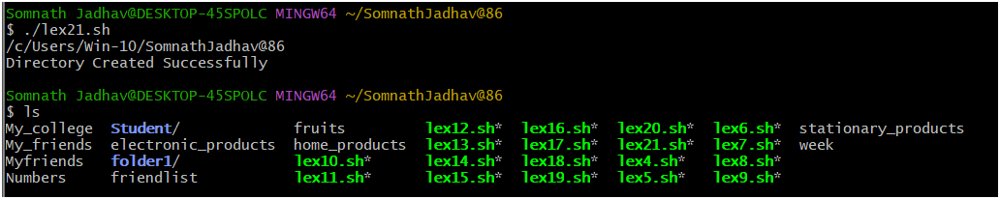 Somnath Jadhav@DESKTOP-45SPOLC MINGW64 ~/SomnathJadhav@86
$ ./lex21.sh
/c/Users/Win-10/SomnathJadhav@86
Directory Created Successfully
Somnath Jadhav@DESKTOP-45SPOLC MINGW64 ~/SomnathJadhav@86
$ ls
My_college Student/ fruits lex12.sh* lex16.sh* lex20.sh* lex6.sh* stationary_products
My_friends electronic_products home_products lex13.sh* lex17.sh* lex21.sh* lex7.sh* week
Myfriends folder1/ lex10.sh* lex14.sh* lex18.sh* lex4.sh* lex8.sh*
Numbers friendlist lex11.sh* lex15.sh* lex19.sh* lex5.sh* lex9.sh*